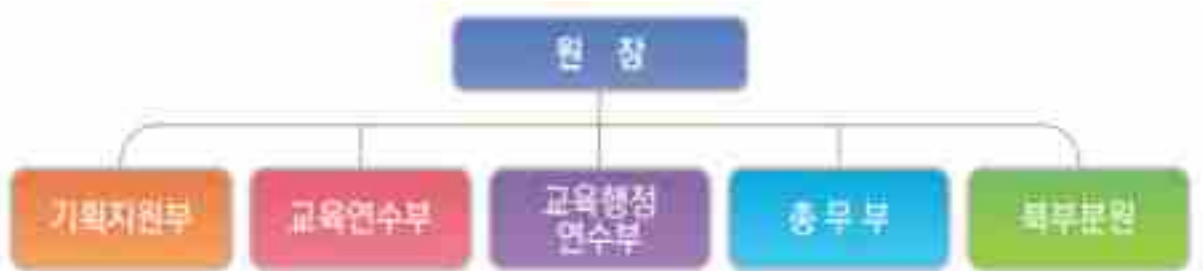 원 장
기획지원부
교육연수부
교육행정
연수부
총 무 부
북부분원